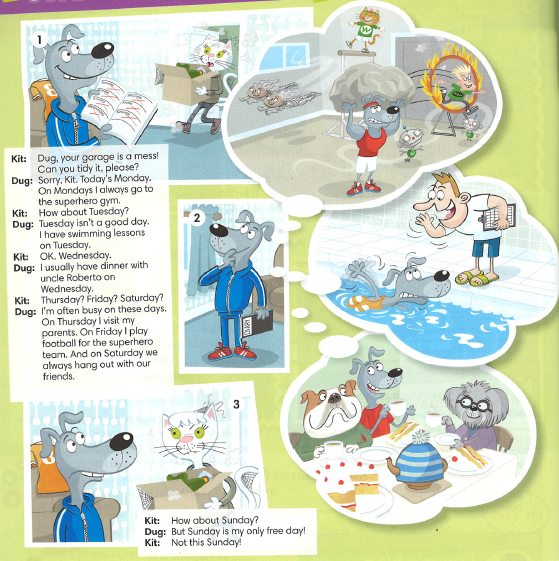 1
Kit: Dug, your garage is a mess!
Can you tidy it, please?
Dug: Sorry, Kit. Today's Monday.
On Mondays I always go to
the superhero gym.
Kit: How about Tuesday?
Dug: Tuesday isn't a good day.
I have swimming lessons
on Tuesday.
Kit: OK. Wednesday.
Dug: I usually have dinner with
uncle Roberto on
Wednesday.
Kit: Thursday? Friday? Saturday?
Dug: I'm often busy on these days.
On Thursday I visit my
parents. On Friday I play
football for the superhero
team. And on Saturday we
always hang out with our
friends.
2
3
Kit: How about Sunday?
Dug: But Sunday is my only free day!
Kit: Not this Sunday!
W